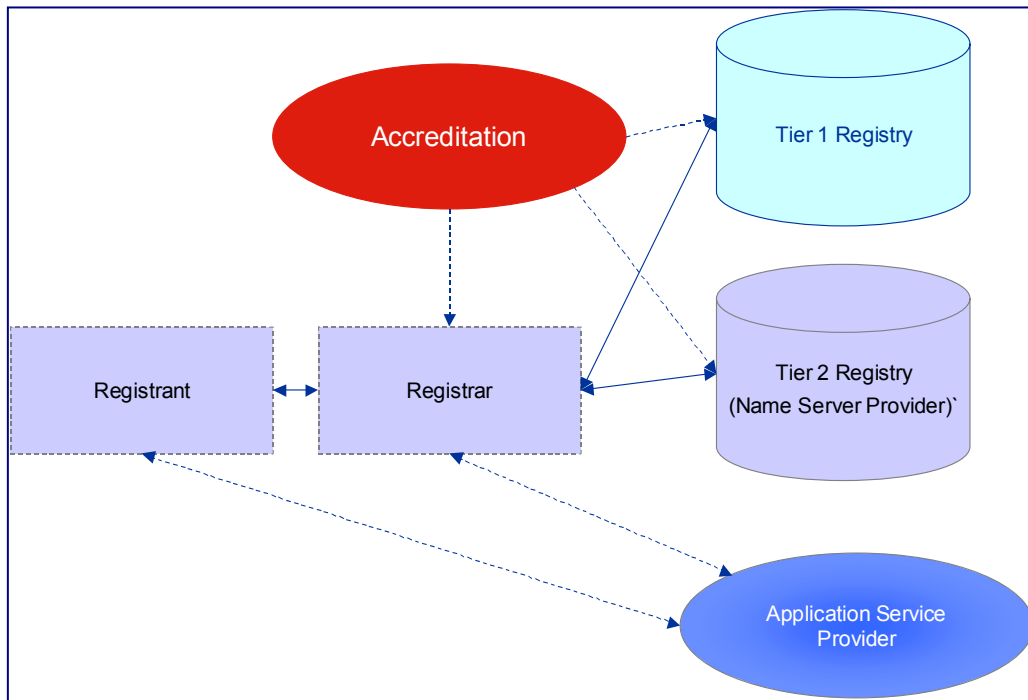 Accreditation
Tier 1 Registry
Registrant
Registrar
Tier 2 Registry
(Name Server Provider)`
Application Service
Provider